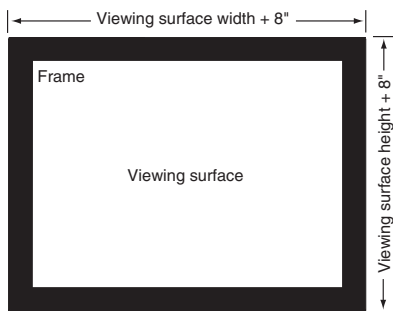 Viewing surface width + 8"
Frame
Viewing surface
Viewing surface height + 8"